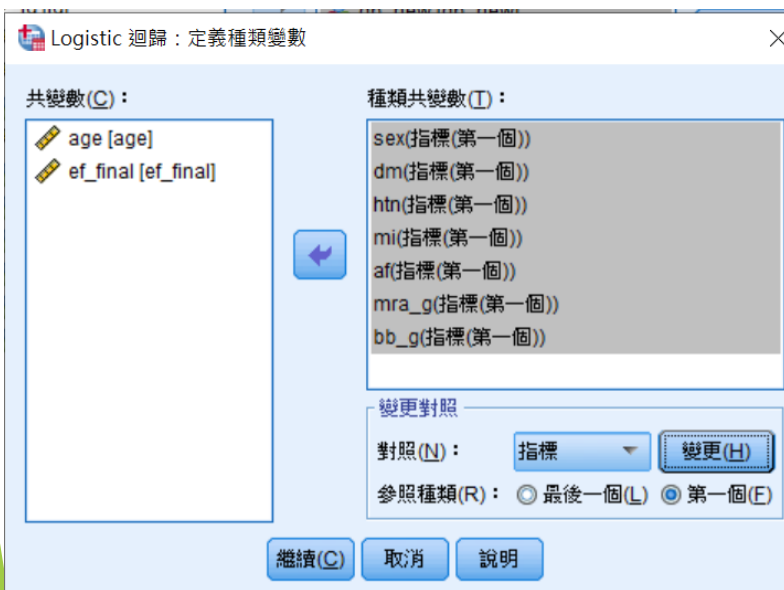 Logistic 迴歸：定義種類變數
共變數(C)：
age [age]
ef_final [ef_final]
種類共變數(T)：
sex(指標(第一個))
dm(指標(第一個))
htn(指標(第一個))
mi(指標(第一個))
af(指標(第一個))
mra_g(指標(第一個))
bb_g(指標(第一個))
變更對照
對照(N)： 指標 變更(H)
參照種類(R)： 最後一個(L) 第一個(F)
繼續(C) 取消 說明